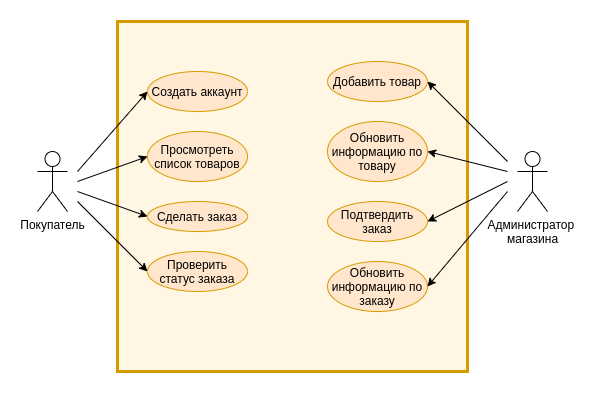 Создать аккаунт
Просмотреть
список товаров
Сделать заказ
Проверить
статус заказа
Добавить товар
Обновить
информацию по
товару
Подтвердить
заказ
Обновить
информацию по
заказу
Покупатель
Администратор
магазина